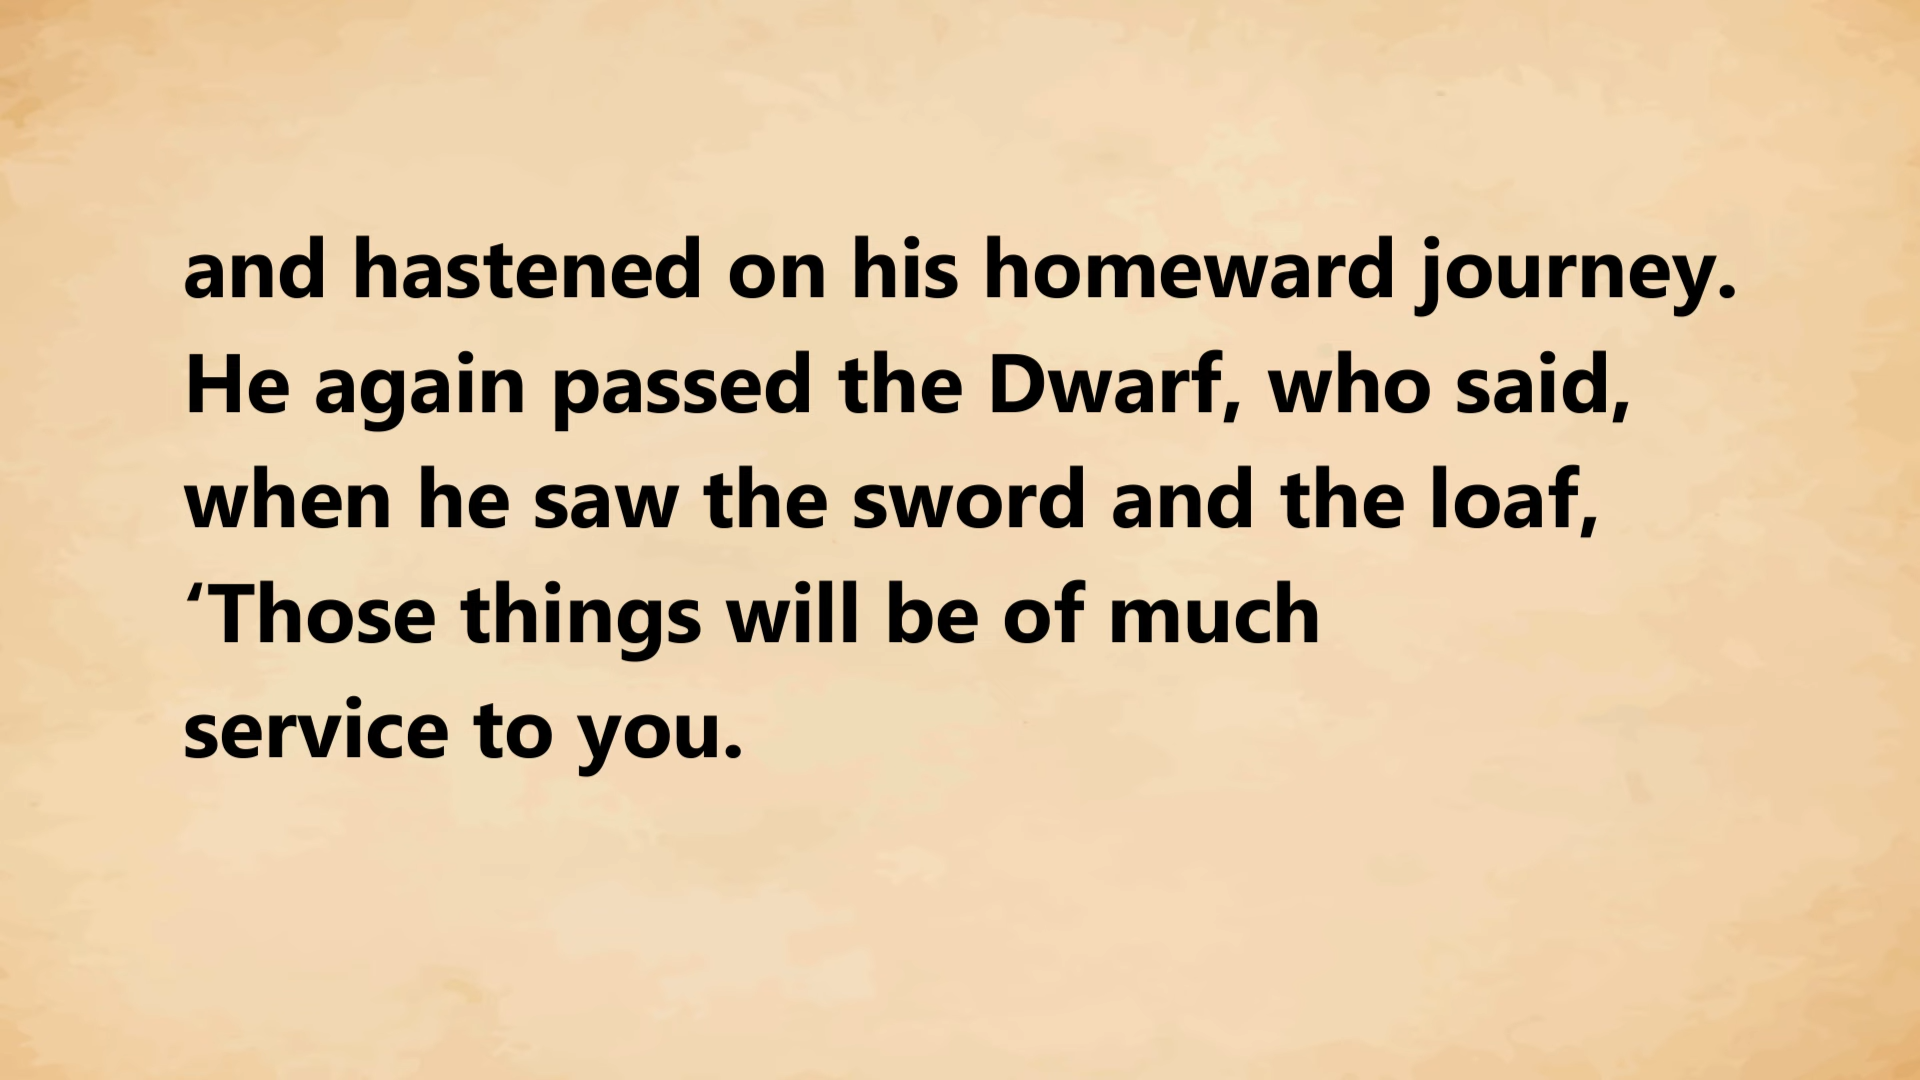 and hastened on his homeward journey.
He again passed the Dwarf, who said,
when he saw the sword and the loaf,
‘Those things will be of much
service to you.